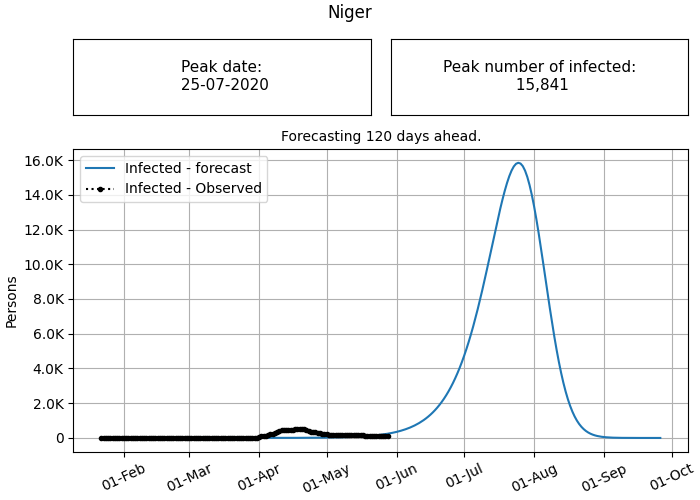 Niger
Peak date:
25-07-2020
Peak number of infected:
15,841
Forecasting 120 days ahead.
Infected - forecast
Infected - Observed
Persons
16.0K
14.0K
12.0K
10.0K
8.0K
6.0K
4.0K
2.0K
0
01-Feb
01-Mar
01-Apr
01-May
01-Jun
01-Jul
01-Aug
01-Sep
01-Oct